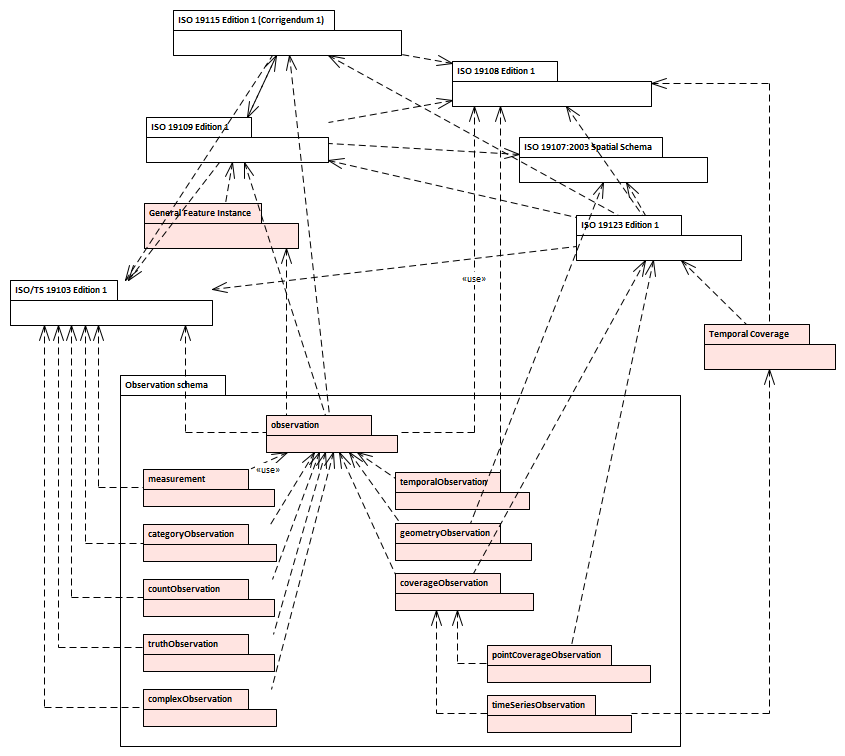 ISO 19115 Edition 1 (Corrigendum 1)
ISO 19108 Edition 1
ISO 19109 Edition 1
ISO 19107:2003 Spatial Schema
General Feature Instance
ISO 19123 Edition 1
«use»
ISO/TS 19103 Edition 1
Temporal Coverage
Observation schema
observation
«use»
measurement
temporalObservation
categoryObservation
geometryObservation
countObservation
coverageObservation
truthObservation
pointCoverageObservation
complexObservation
timeSeriesObservation